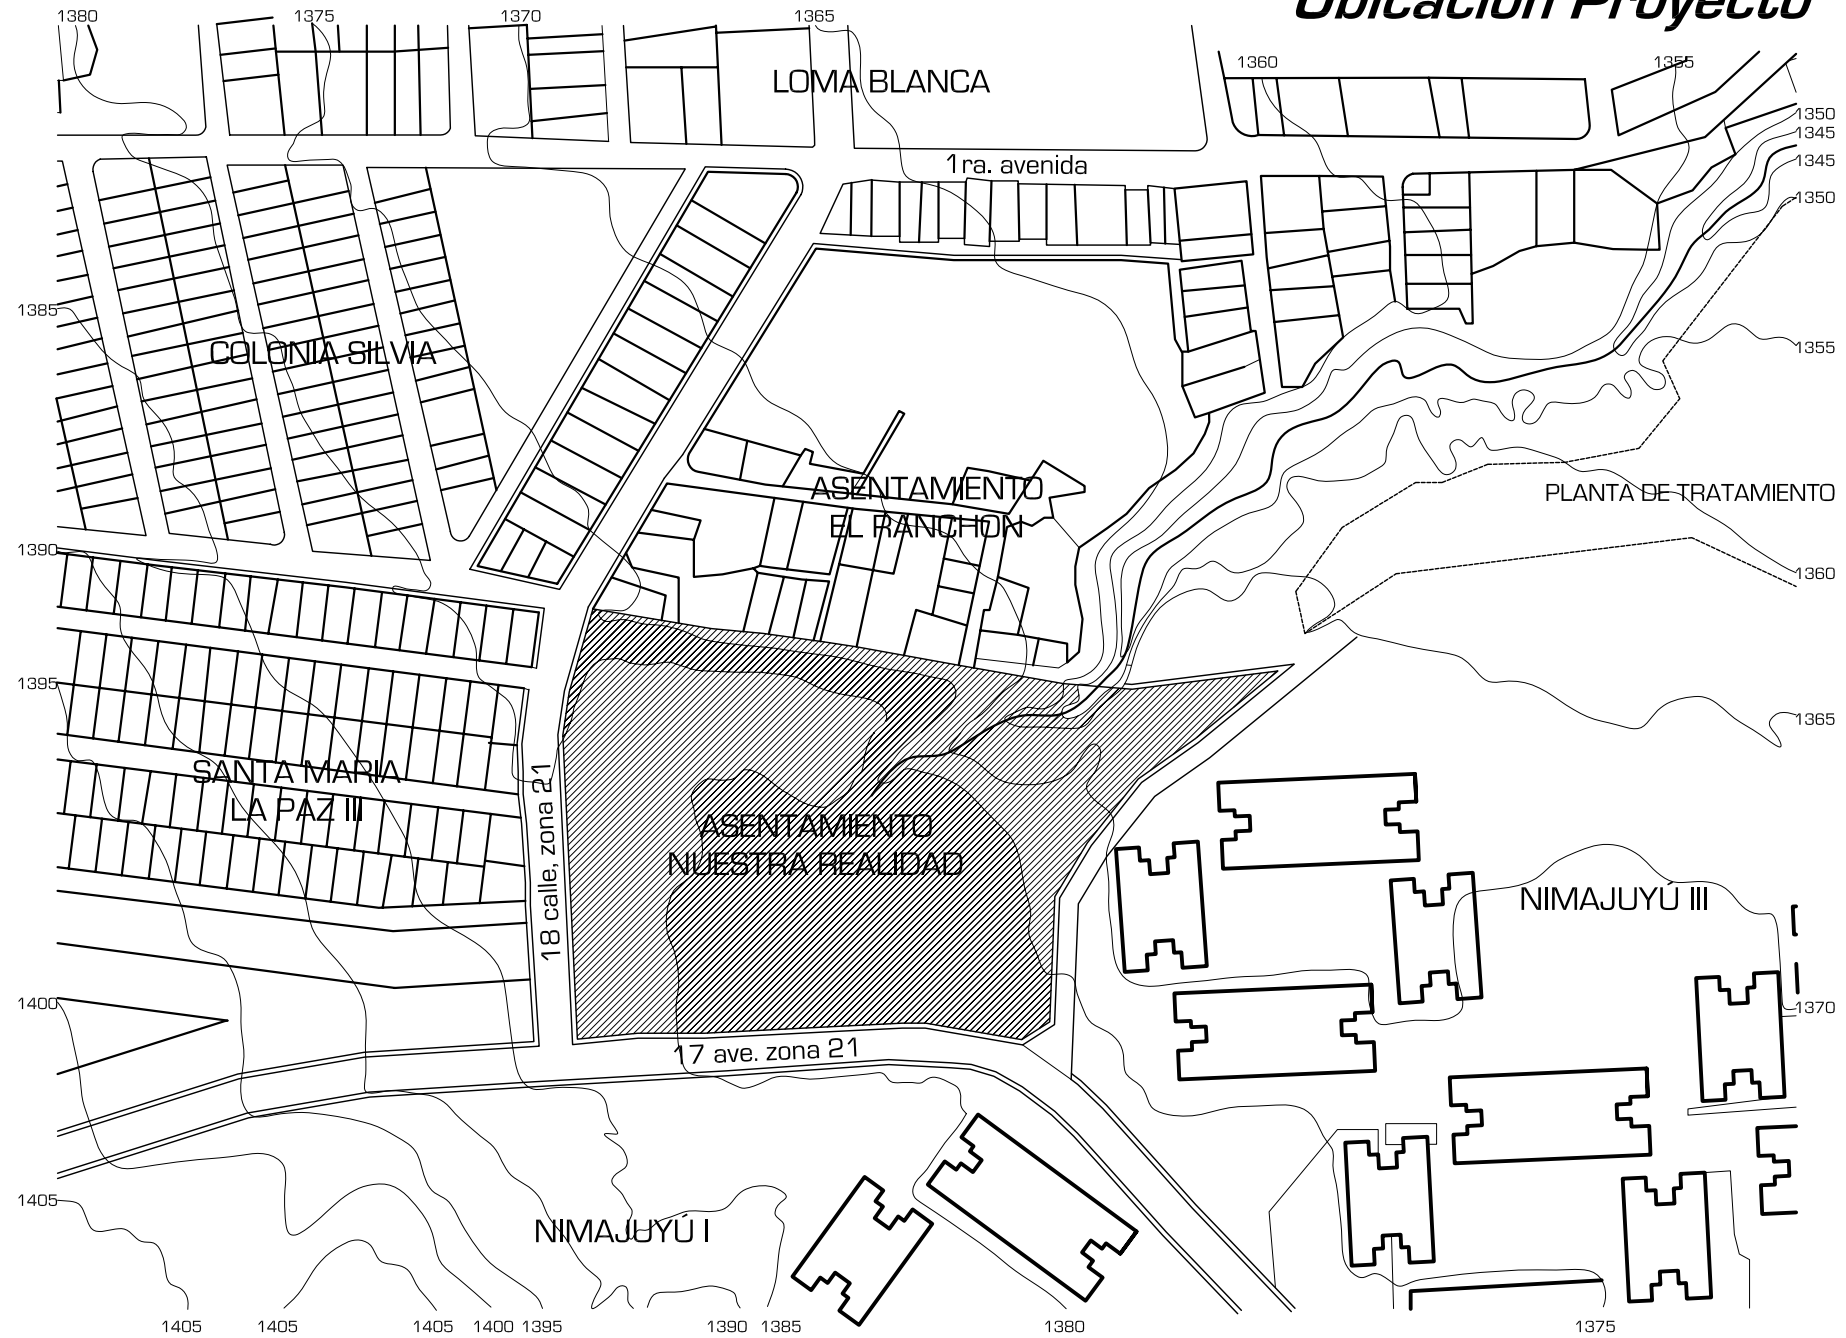 Ubicación Proyecto
1380
1375
1370
1365
1360
1355
LOMA BLANCA
1350
1345
1345
1350
1ra. avenida
1385
COLONIA SILVIA
1355
ASENTAMIENTO
EL RANCHON
PLANTA DE TRATAMIENTO
1390
1360
1395
1365
SANTA MARIA
LA PAZ III
18 calle, zona 21
ASENTAMIENTO
NUESTRA REALIDAD
NIMAJUYÚ III
1400
1370
17 ave. zona 21
1405
NIMAJUYÚ I
1405
1405
1405
1400
1395
1390
1385
1380
1375